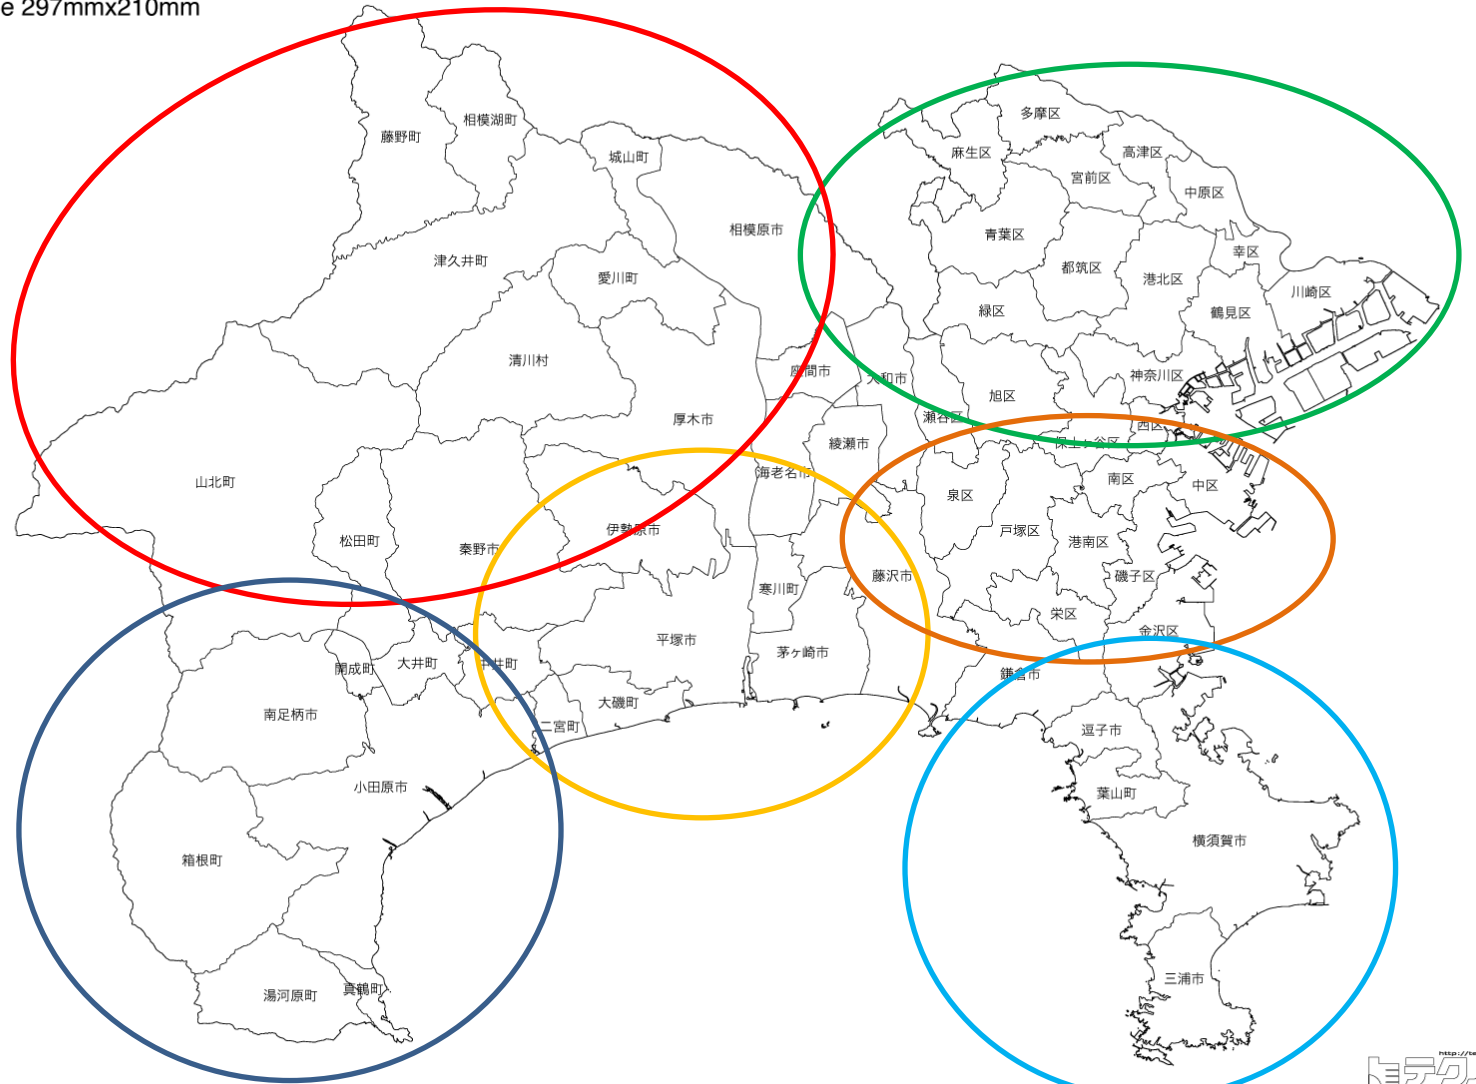 e 297mmx210mm
藤野町
相模湖町
城山町
相模原市
津久井町
愛川町
清川村
厚木市
座間市
大和市
綾瀬市
海老名市
山北町
松田町
秦野市
伊勢原市
寒川町
藤沢市
平塚市
茅ヶ崎市
開成町
大井町
中井町
大磯町
二宮町
南足柄市
小田原市
箱根町
湯河原町
真鶴町
多摩区
麻生区
高津区
宮前区
中原区
青葉区
都筑区
港北区
幸区
川崎区
鶴見区
緑区
神奈川区
旭区
瀬谷区
西区
保土ヶ谷区
泉区
南区
中区
戸塚区
港南区
磯子区
栄区
金沢区
鎌倉市
逗子市
葉山町
横須賀市
三浦市
http://te
テク